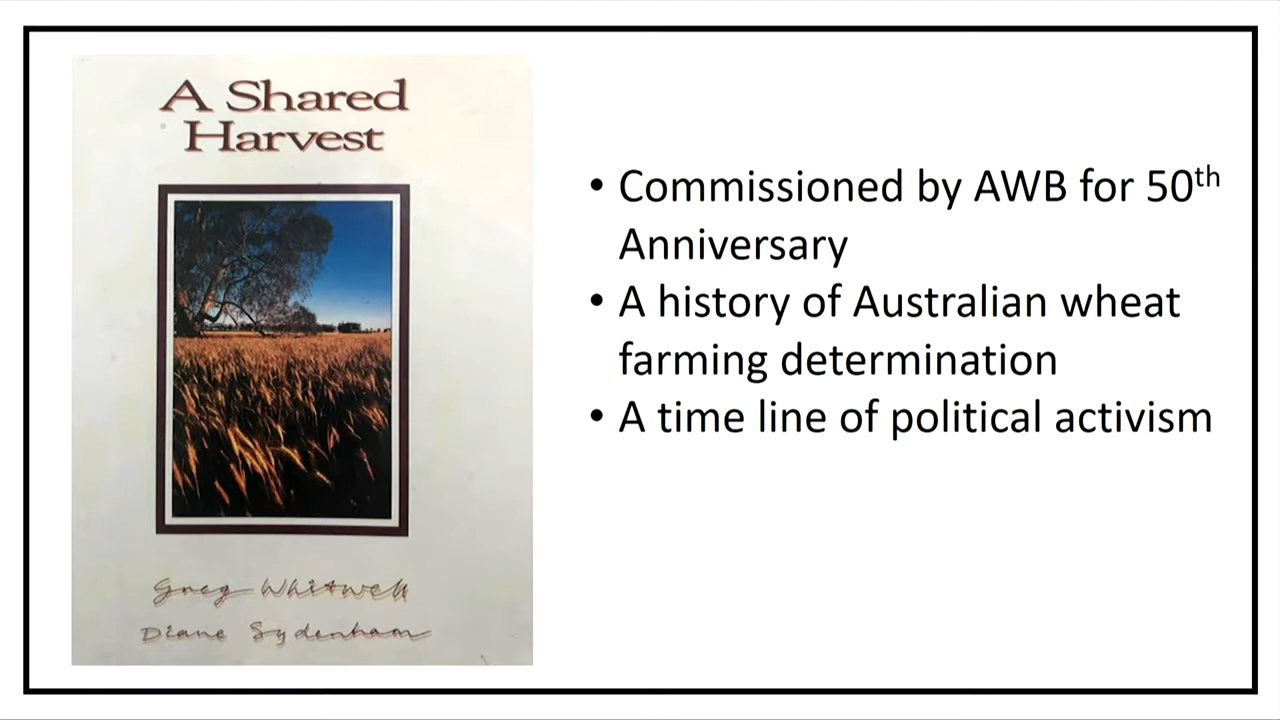 A Shared
Harvest
Greg Whitwell
Diane Sydenham
• Commissioned by AWB for 50th
Anniversary
• A history of Australian wheat
farming determination
• A time line of political activism